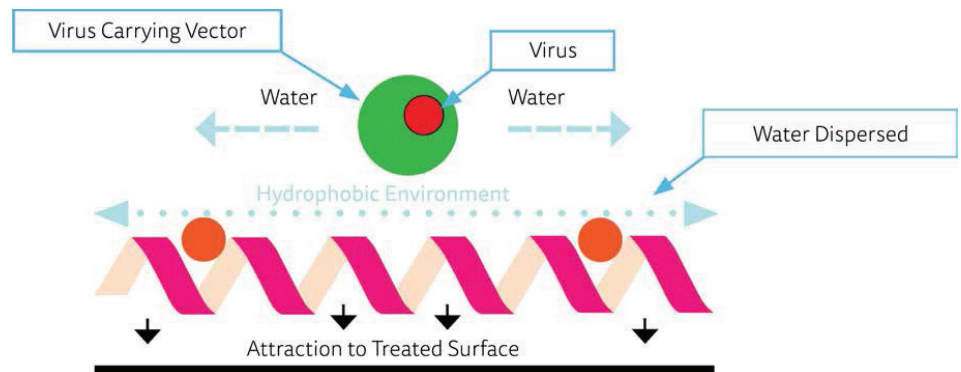 Virus Carrying Vector
Virus
Water
Water
Water Dispersed
Hydrophobic Environment
Attraction to Treated Surface